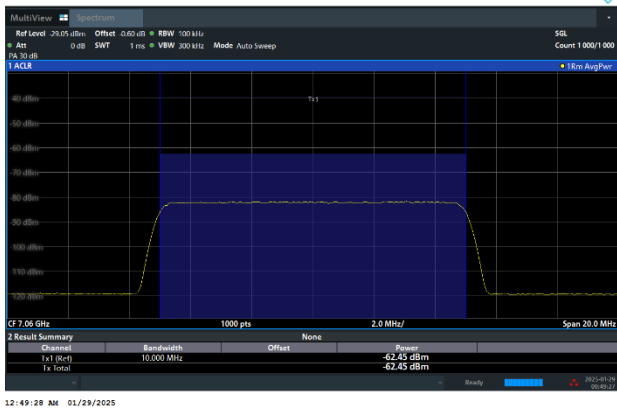 MultiView Spectrum
Ref Level -29.05 dBm Offset -0.60 dB RBW 100 kHz SGL
Att 0 dB SWT 1 ms VBW 300 kHz Mode Auto Sweep Count 1000/1000
PA 30 dB
1 ACLR 1Rm AvgPwr
Tx1
-40 dBm
-50 dBm
-60 dBm
-70 dBm
-80 dBm
-90 dBm
-100 dBm
-110 dBm
-120 dBm
CF 7.06 GHz 1000 pts 2.0 MHz/ Span 20.0 MHz
2 Result Summary None
Channel Bandwidth Offset Power
Tx1 (Ref) 10.000 MHz -62.45 dBm
Tx Total -62.45 dBm
Ready 2025-01-29
00:49:27
12:49:28 AM 01/29/2025